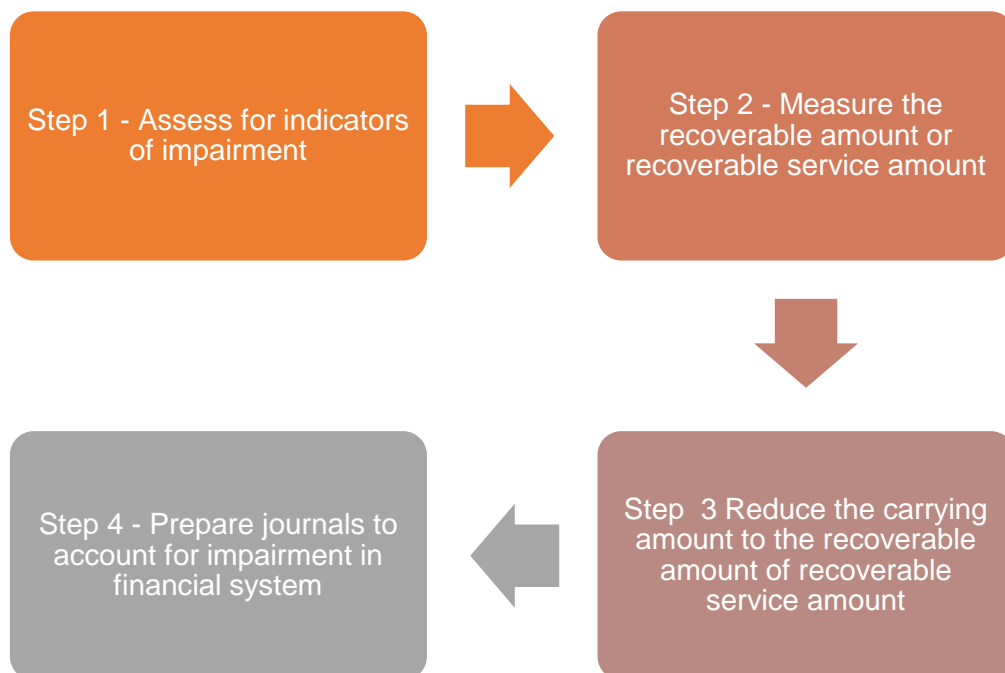 Step 1 - Assess for indicators
of impairment
Step 2 - Measure the
recoverable amount or
recoverable service amount
Step  3 Reduce the carrying
amount to the recoverable
amount of recoverable
service amount
Step 4 - Prepare journals to
account for impairment in
financial system